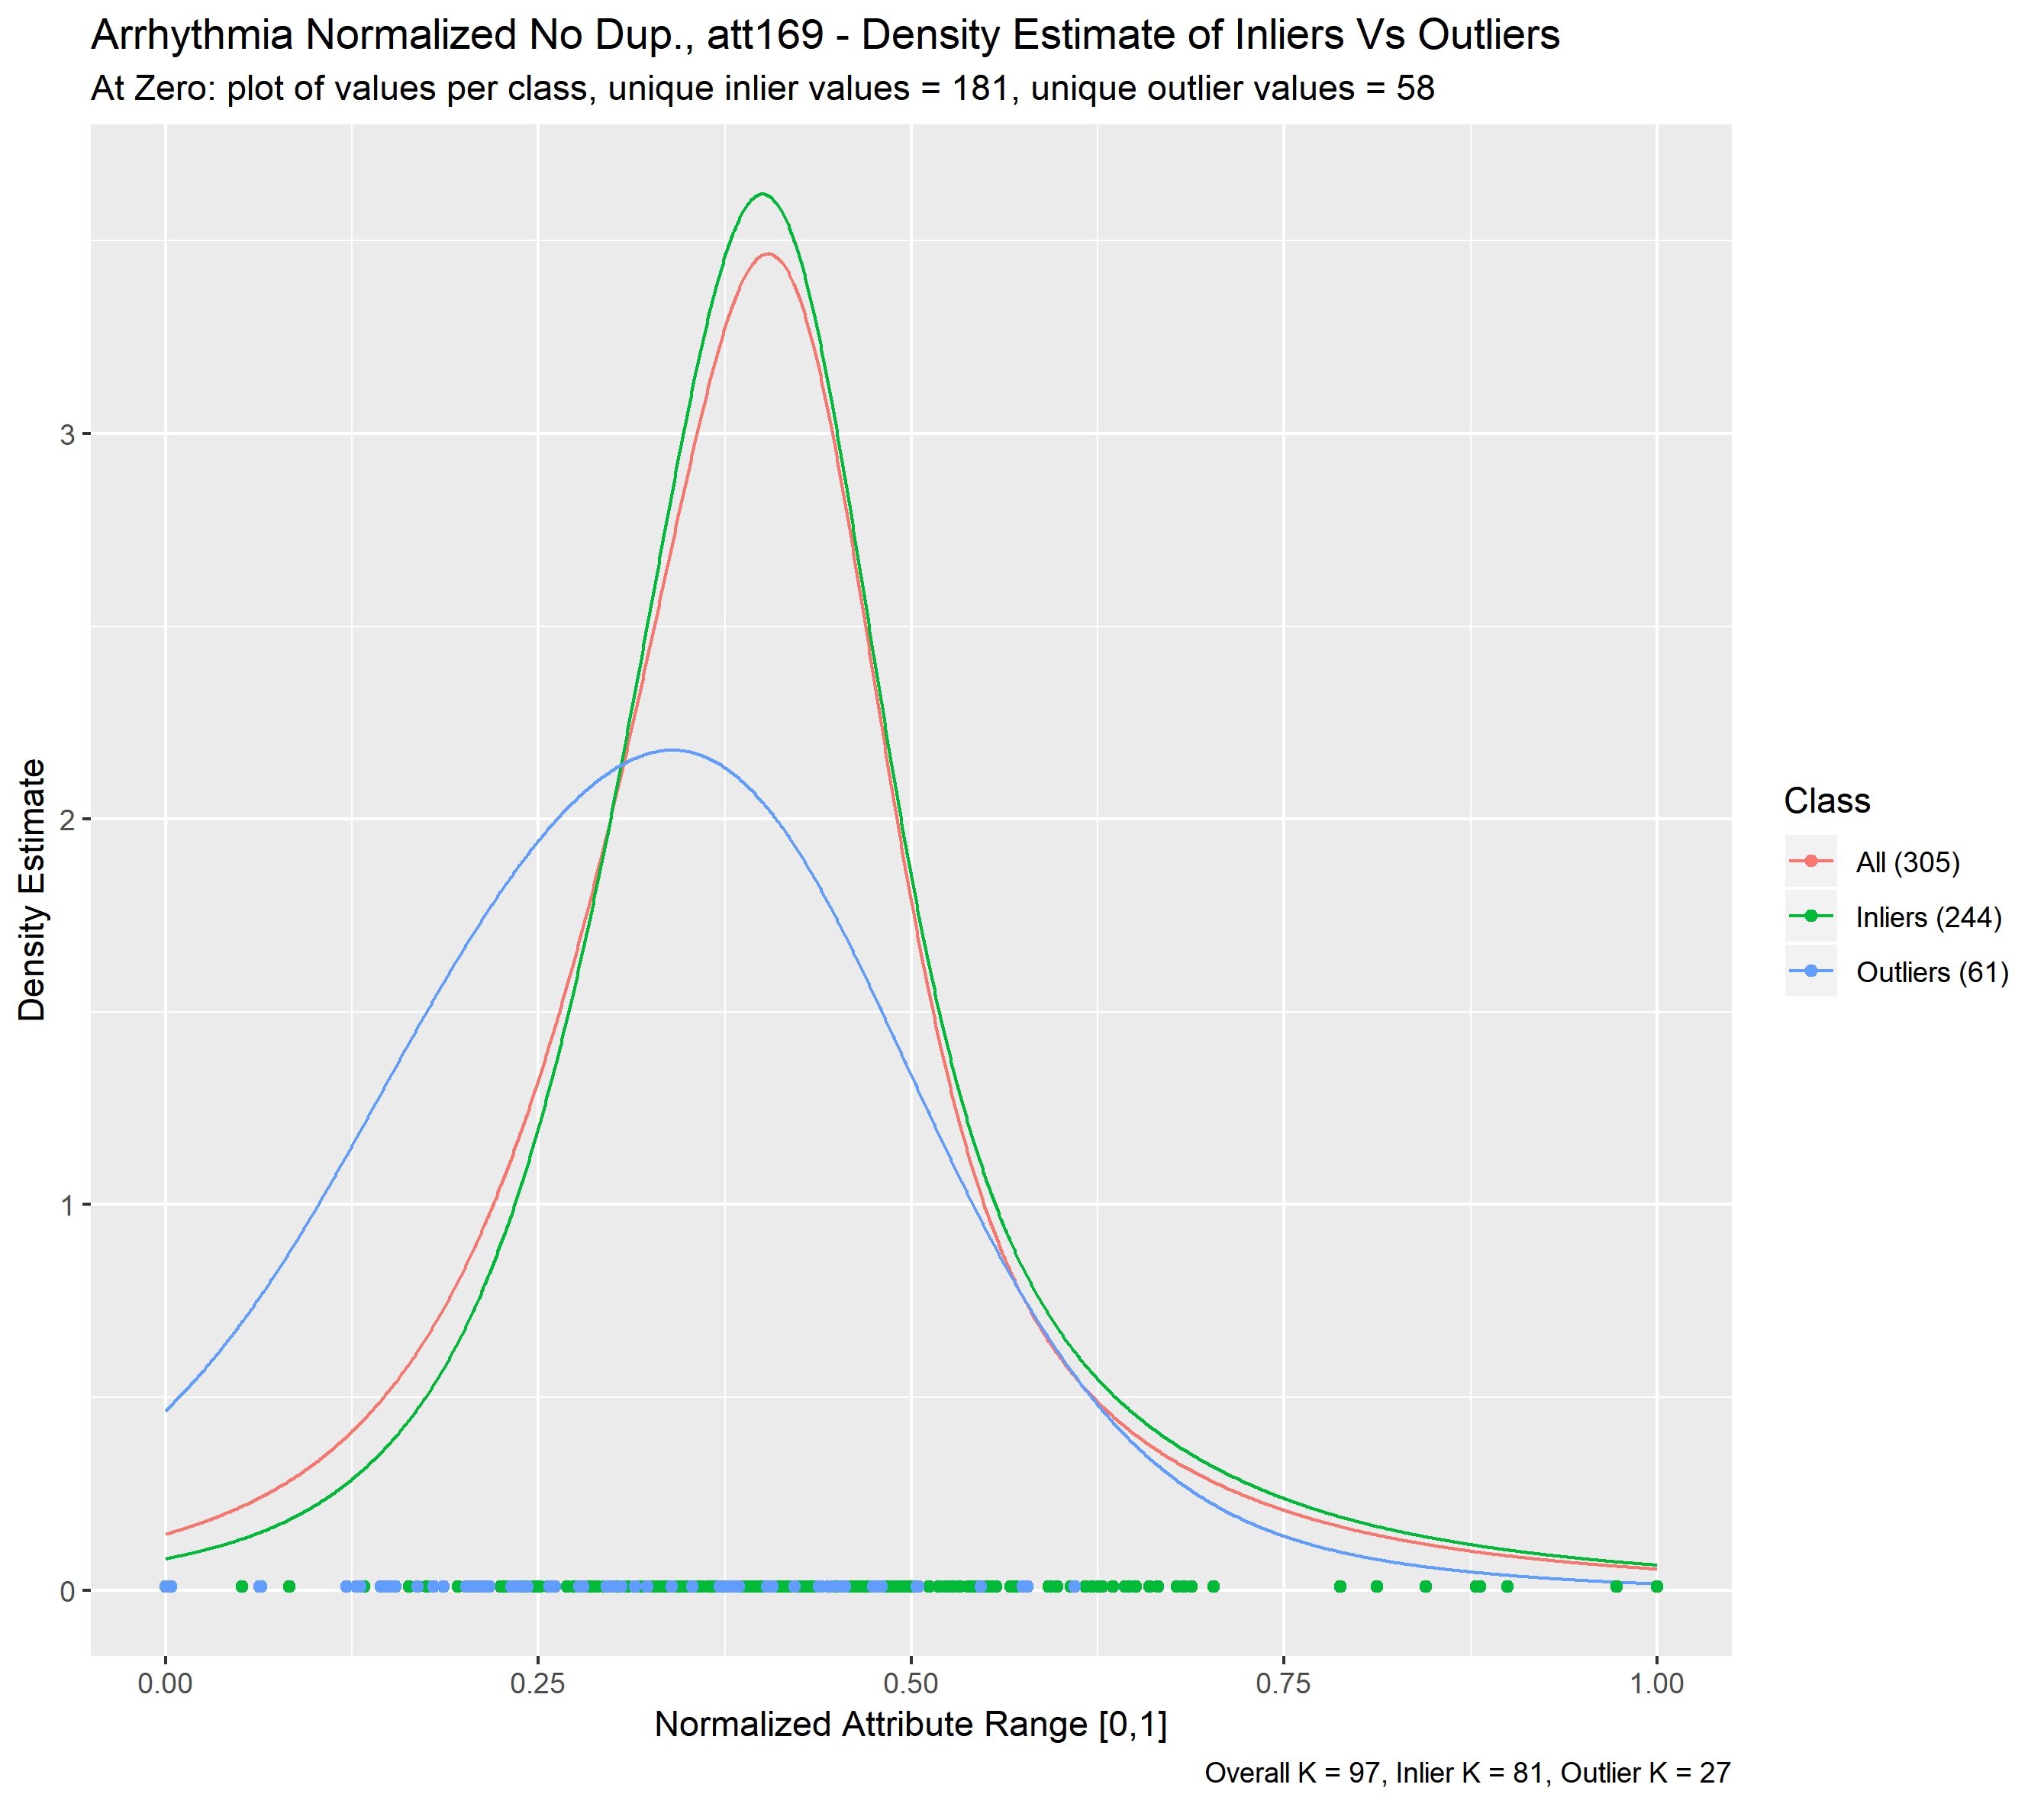 Arrhythmia Normalized No Dup., att169 - Density Estimate of Inliers Vs Outliers
At Zero: plot of values per class, unique inlier values = 181, unique outlier values = 58
Density Estimate
3
2
1
0
0.00 0.25 0.50 0.75 1.00
Normalized Attribute Range [0,1]
Class
All (305)
Inliers (244)
Outliers (61)
Overall K = 97, Inlier K = 81, Outlier K = 27